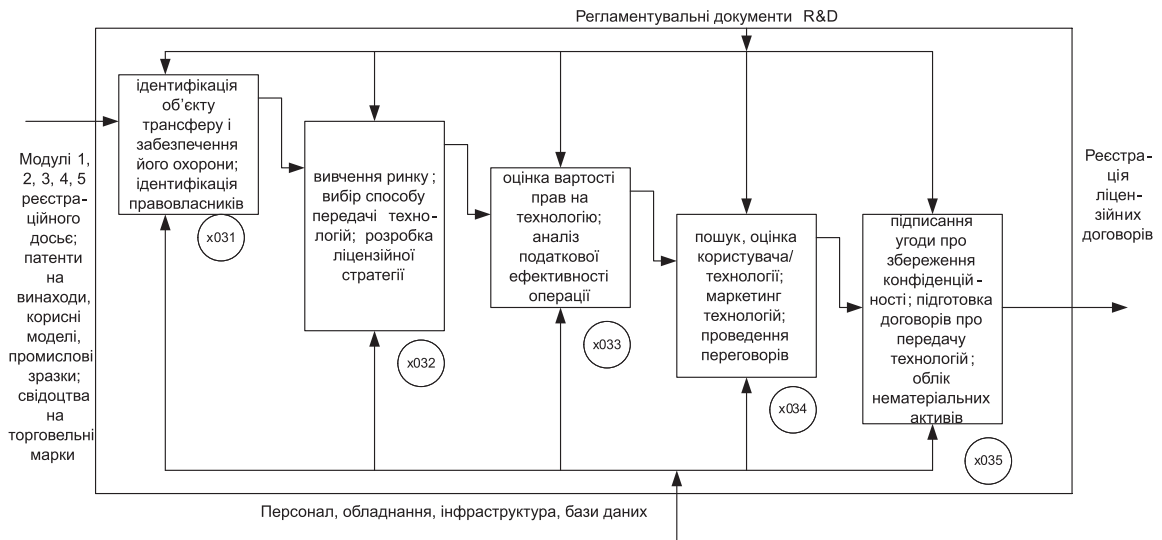 Регламентувальні документи R&D
ідентифікація
об’єкту
трансферу і
забезпечення
його охорони;
ідентифікація
правовласників
x031
Модулі 1,
2, 3, 4, 5
реєстра-
ційного
досьє;
патенти
на
винаходи,
корисні
моделі,
промислові
зразки;
свідоцтва
на
торговельні
марки
вивчення ринку;
вибір способу
передачі техно-
логій; розробка
ліцензійної
стратегії
x032
оцінка вартості
прав на
технологію;
аналіз
податкової
ефективності
операції
x033
пошук, оцінка
користувача/
технології;
маркетинг
технологій;
проведення
переговорів
x034
підписання
угоди про
збереження
конфіденцій-
ності; підготовка
договорів про
передачу
технологій;
облік
нематеріальних
активів
x035
Реєстра-
ція
ліцен-
зійних
договорів
Персонал, обладнання, інфраструктура, бази даних